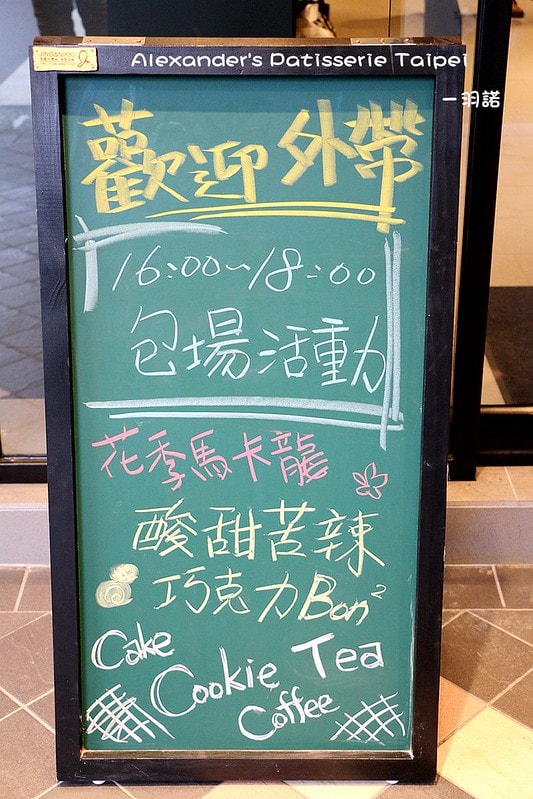 Alexander's Patisserie Taipei
一羽諾
歡迎外帶
16:00~18:00
包場活動
花季馬卡龍
酸甜苦辣
巧克力Bon²
Cake
Cookie Tea
Coffee